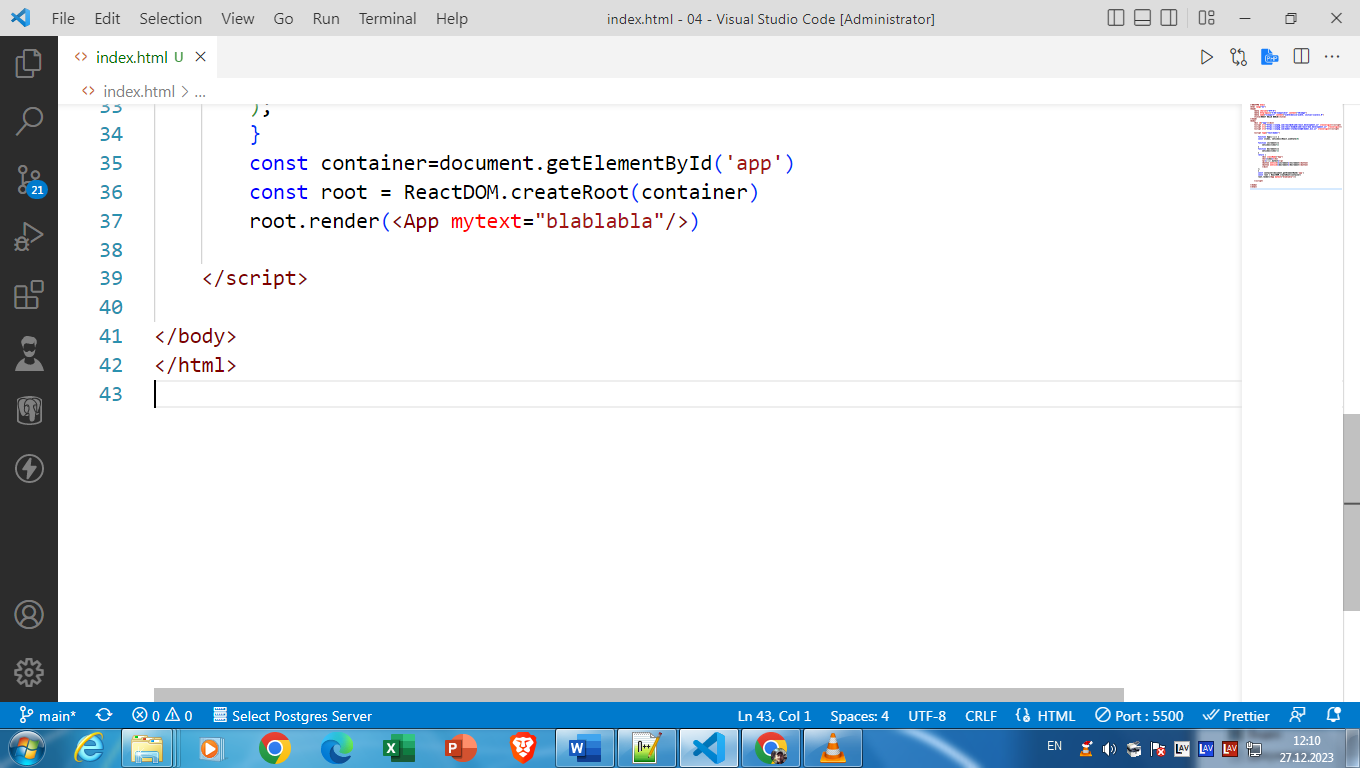 File Edit Selection View Go Run Terminal Help index.html - 04 - Visual Studio Code [Administrator]
index.html U
index.html > ...
33 );
34 }
35 const container=document.getElementById('app')
36 const root = ReactDOM.createRoot(container)
37 root.render(<App mytext="blablabla"/>)
38
39 </script>
40
41 </body>
42 </html>
43
21
main* 0 0 Select Postgres Server Ln 43, Col 1 Spaces: 4 UTF-8 CRLF HTML Port : 5500 Prettier
EN LAV LAV LAV 12:10
27.12.2023